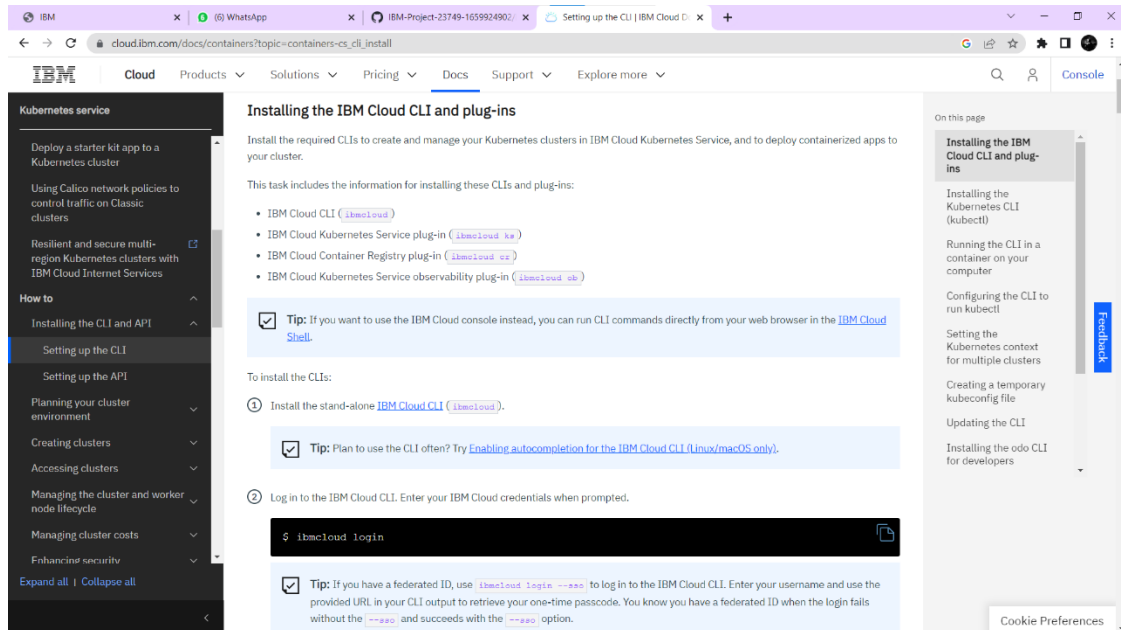 IBM
(6) WhatsApp
IBM-Project-23749-1659924902/
Setting up the CLI | IBM Cloud D
cloud.ibm.com/docs/containers?topic=containers-cs_cli_install
IBM
Cloud
Products
Solutions
Pricing
Docs
Support
Explore more
Console
Kubernetes service
Deploy a starter kit app to a
Kubernetes cluster
Using Calico network policies to
control traffic on Classic
clusters
Resilient and secure multi-
region Kubernetes clusters with
IBM Cloud Internet Services
How to
Installing the CLI and API
Setting up the CLI
Setting up the API
Planning your cluster
environment
Creating clusters
Accessing clusters
Managing the cluster and worker
node lifecycle
Managing cluster costs
Enhancing security
Expand all | Collapse all
Installing the IBM Cloud CLI and plug-ins
Install the required CLIs to create and manage your Kubernetes clusters in IBM Cloud Kubernetes Service, and to deploy containerized apps to
your cluster.
This task includes the information for installing these CLIs and plug-ins:
• IBM Cloud CLI ( ibmcloud )
• IBM Cloud Kubernetes Service plug-in ( ibmcloud ks )
• IBM Cloud Container Registry plug-in ( ibmcloud cr )
• IBM Cloud Kubernetes Service observability plug-in ( ibmcloud ob )
Tip: If you want to use the IBM Cloud console instead, you can run CLI commands directly from your web browser in the IBM Cloud
Shell.
To install the CLIs:
1 Install the stand-alone IBM Cloud CLI ( ibmcloud ).
Tip: Plan to use the CLI often? Try Enabling autocompletion for the IBM Cloud CLI (Linux/macOS only).
2 Log in to the IBM Cloud CLI. Enter your IBM Cloud credentials when prompted.
$ ibmcloud login
Tip: If you have a federated ID, use ibmcloud login --sso to log in to the IBM Cloud CLI. Enter your username and use the
provided URL in your CLI output to retrieve your one-time passcode. You know you have a federated ID when the login fails
without the --sso and succeeds with the --sso option.
On this page
Installing the IBM
Cloud CLI and plug-
ins
Installing the
Kubernetes CLI
(kubectl)
Running the CLI in a
container on your
computer
Configuring the CLI to
run kubectl
Setting the
Kubernetes context
for multiple clusters
Creating a temporary
kubeconfig file
Updating the CLI
Installing the odo CLI
for developers
Feedback
Cookie Preferences